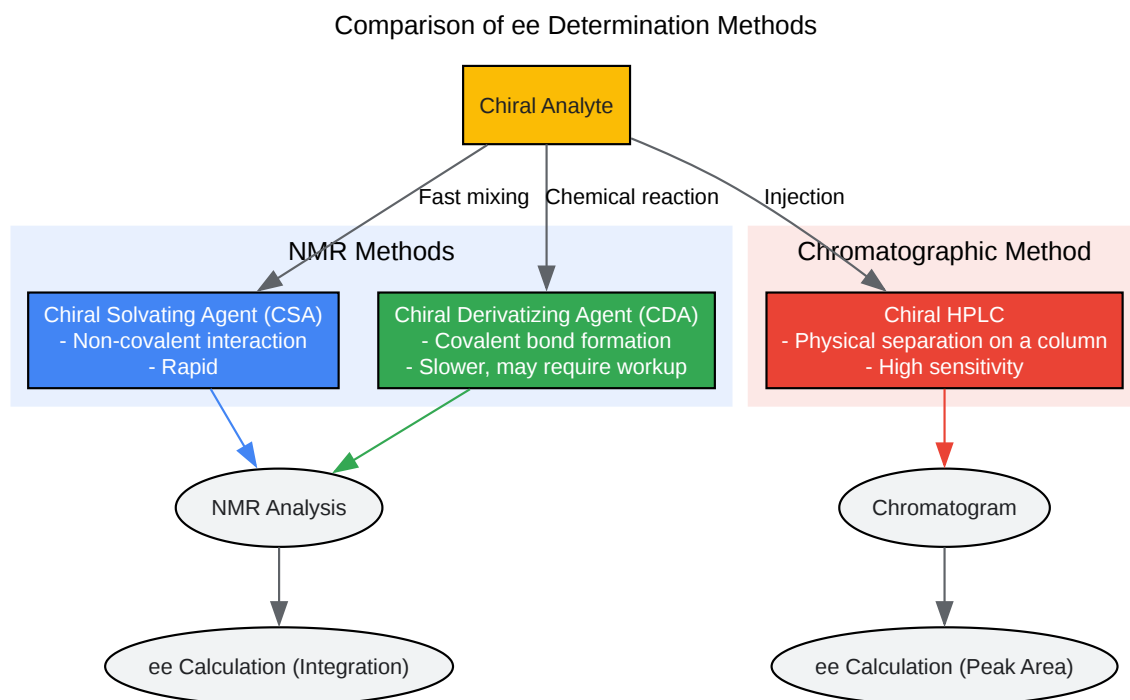 Comparison of ee Determination Methods
Chiral Analyte
Fast mixing
Chemical reaction
Injection
NMR Methods
Chromatographic Method
Chiral Solvating Agent (CSA)
- Non-covalent interaction
- Rapid
Chiral Derivatizing Agent (CDA)
- Covalent bond formation
- Slower, may require workup
Chiral HPLC
- Physical separation on a column
- High sensitivity
NMR Analysis
Chromatogram
ee Calculation (Integration)
ee Calculation (Peak Area)